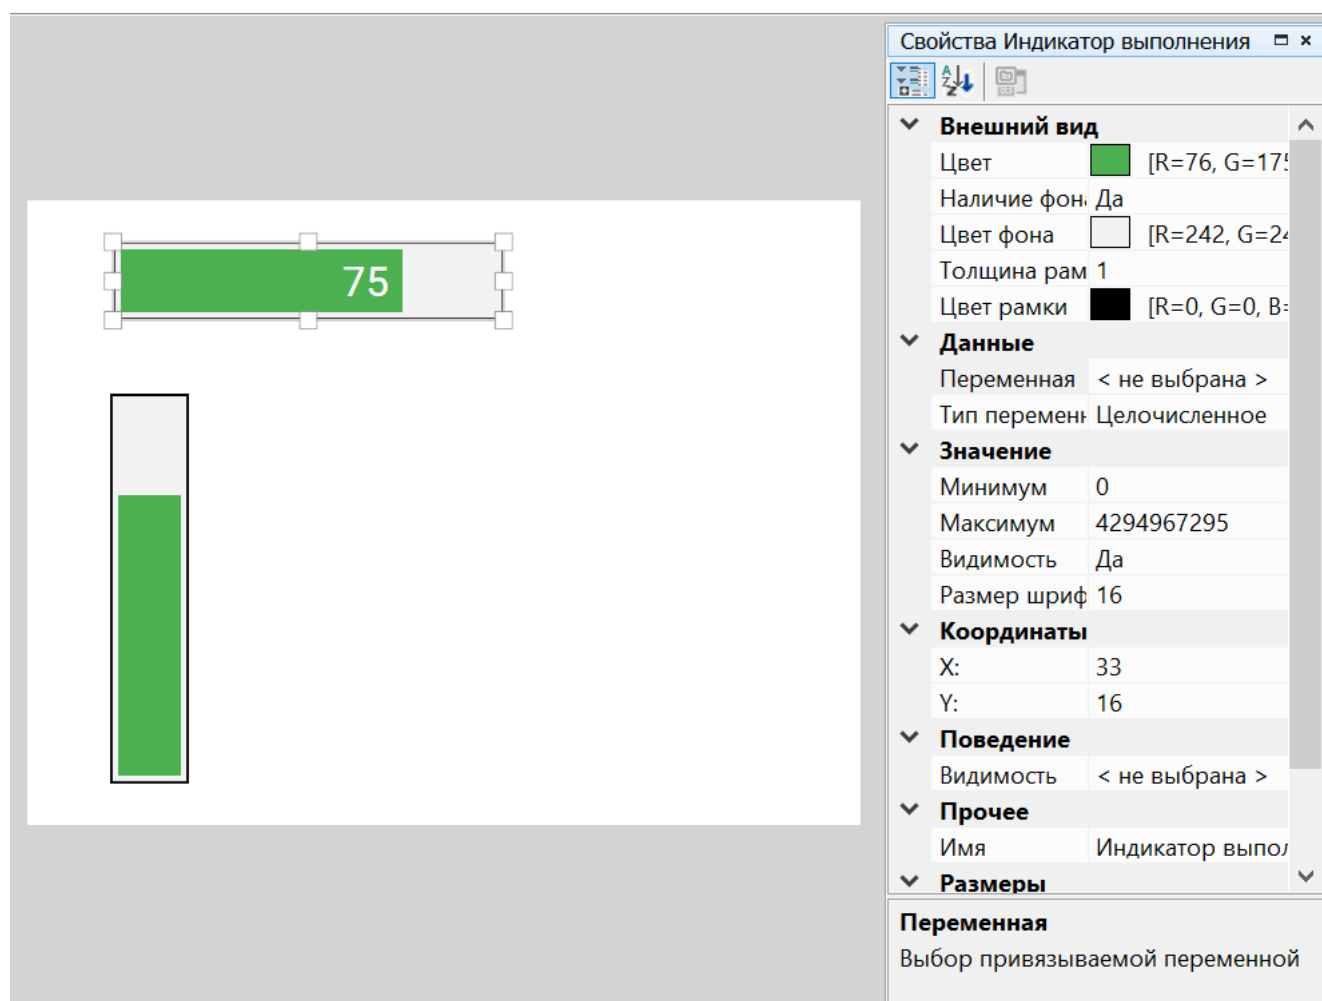 Свойства Индикатор выполнения
Внешний вид
Цвет [R=76, G=175
Наличие фон Да
Цвет фона [R=242, G=24
Толщина рам 1
Цвет рамки [R=0, G=0, B=
Данные
Переменная < не выбрана >
Тип перемен Целочисленное
Значение
Минимум 0
Максимум 4294967295
Видимость Да
Размер шриф 16
Координаты
X: 33
Y: 16
Поведение
Видимость < не выбрана >
Прочее
Имя Индикатор выпол
Размеры
Переменная
Выбор привязываемой переменной
75